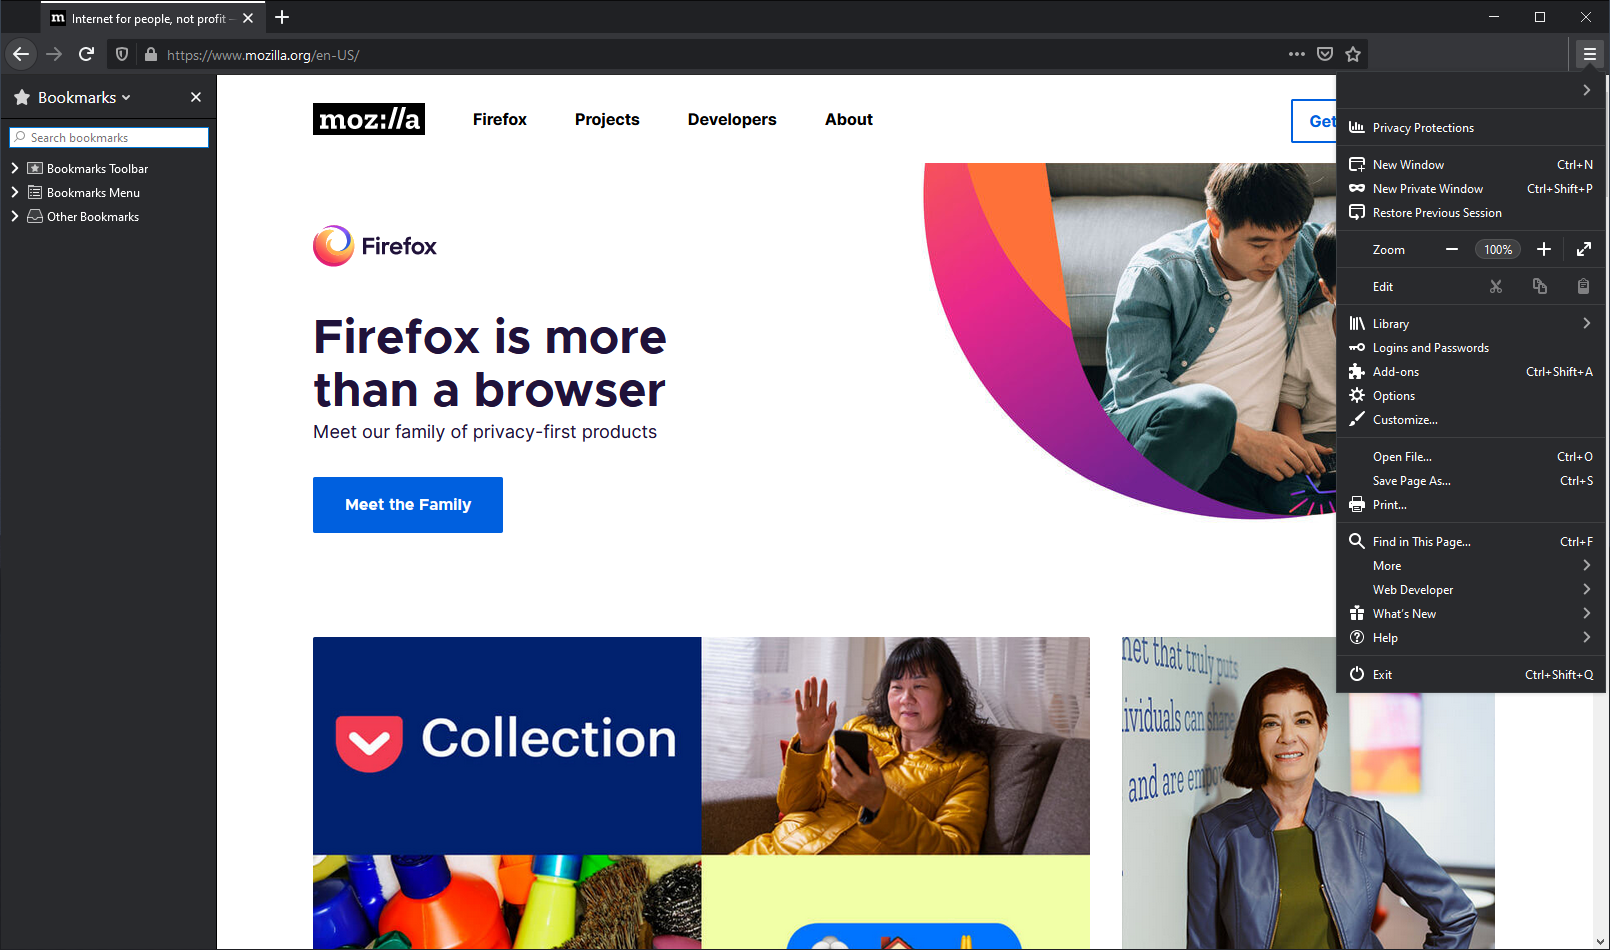 m Internet for people, not profit –
https://www.mozilla.org/en-US/
Bookmarks
Search bookmarks
Bookmarks Toolbar
Bookmarks Menu
Other Bookmarks
moz://a
Firefox Projects Developers About
Get
Firefox
Firefox is more
than a browser
Meet our family of privacy-first products
Meet the Family
Collection
net that truly puts
ividuals can shape
and are empow
Privacy Protections
New Window Ctrl+N
New Private Window Ctrl+Shift+P
Restore Previous Session
Zoom 100%
Edit
Library
Logins and Passwords
Add-ons Ctrl+Shift+A
Options
Customize...
Open File... Ctrl+O
Save Page As... Ctrl+S
Print...
Find in This Page... Ctrl+F
More
Web Developer
What's New
Help
Exit Ctrl+Shift+Q